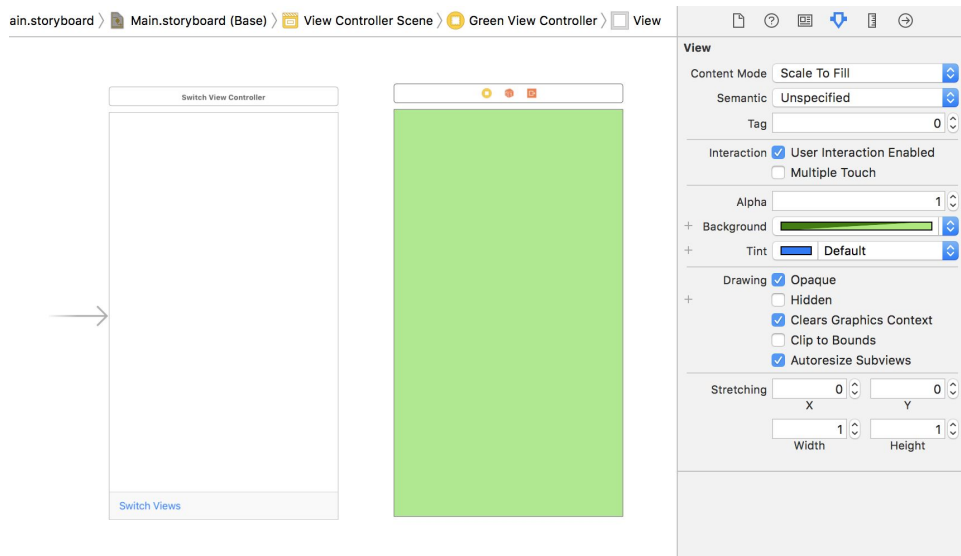 ain.storyboard 〉 Main.storyboard (Base) 〉 View Controller Scene 〉 Green View Controller 〉 View
Switch View Controller
Switch Views
View
Content Mode Scale To Fill
Semantic Unspecified
Tag 0
Interaction User Interaction Enabled
Multiple Touch
Alpha 1
+ Background
+ Tint Default
Drawing Opaque
+ Hidden
Clears Graphics Context
Clip to Bounds
Autoresize Subviews
Stretching 0 0
X Y
1 1
Width Height